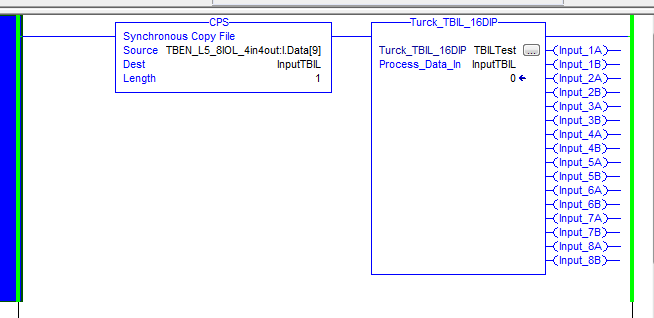 CPS
Synchronous Copy File
Source TBEN_L5_8IOL_4in4out:I.Data[9]
Dest InputTBIL
Length 1
Turck_TBIL_16DIP
Turck_TBIL_16DIP TBILTest ...
Process_Data_In InputTBIL
0
Input_1A
Input_1B
Input_2A
Input_2B
Input_3A
Input_3B
Input_4A
Input_4B
Input_5A
Input_5B
Input_6A
Input_6B
Input_7A
Input_7B
Input_8A
Input_8B